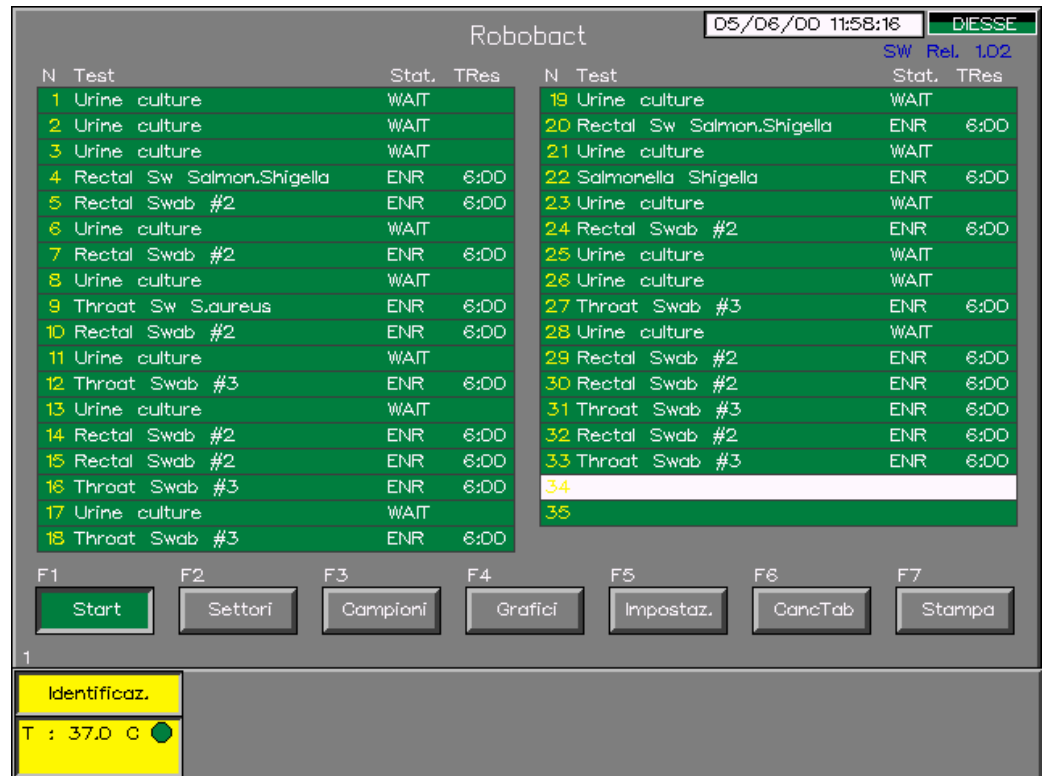 Robobact
05/06/00 11:58:16 DIESSE
SW Rel. 1.02
N Test Stat. TRes
1 Urine culture WAIT
2 Urine culture WAIT
3 Urine culture WAIT
4 Rectal Sw Salmon.Shigella ENR 6:00
5 Rectal Swab #2 ENR 6:00
6 Urine culture WAIT
7 Rectal Swab #2 ENR 6:00
8 Urine culture WAIT
9 Throat Sw S.aureus ENR 6:00
10 Rectal Swab #2 ENR 6:00
11 Urine culture WAIT
12 Throat Swab #3 ENR 6:00
13 Urine culture WAIT
14 Rectal Swab #2 ENR 6:00
15 Rectal Swab #2 ENR 6:00
16 Throat Swab #3 ENR 6:00
17 Urine culture WAIT
18 Throat Swab #3 ENR 6:00
N Test Stat. TRes
19 Urine culture WAIT
20 Rectal Sw Salmon.Shigella ENR 6:00
21 Urine culture WAIT
22 Salmonella Shigella ENR 6:00
23 Urine culture WAIT
24 Rectal Swab #2 ENR 6:00
25 Urine culture WAIT
26 Urine culture WAIT
27 Throat Swab #3 ENR 6:00
28 Urine culture WAIT
29 Rectal Swab #2 ENR 6:00
30 Rectal Swab #2 ENR 6:00
31 Throat Swab #3 ENR 6:00
32 Rectal Swab #2 ENR 6:00
33 Throat Swab #3 ENR 6:00
34
35
F1 F2 F3 F4 F5 F6 F7
Start Settori Campioni Grafici Impostaz. CancTab Stampa
1
Identificaz.
T : 37.0 C